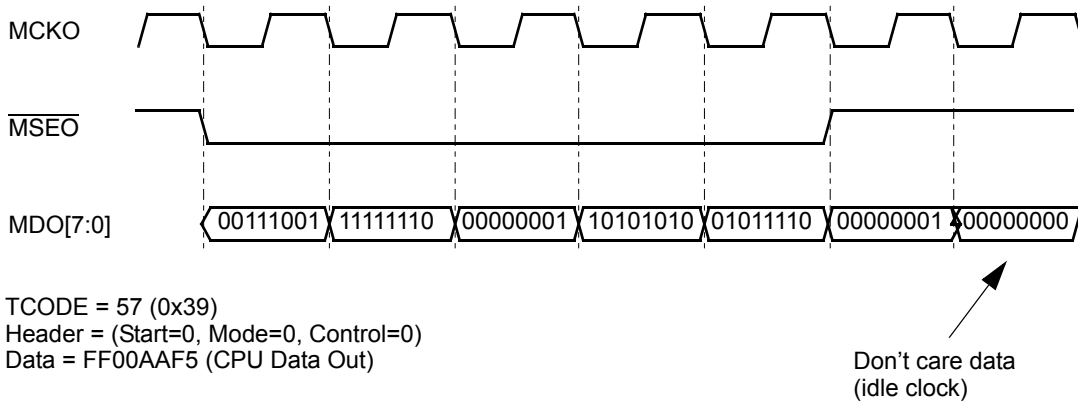 MCKO
MSEO
MDO[7:0] 00111001 11111110 00000001 10101010 01011110 00000001 00000000
TCODE = 57 (0x39)
Header = (Start=0, Mode=0, Control=0)
Data = FF00AAF5 (CPU Data Out)
Don't care data
(idle clock)